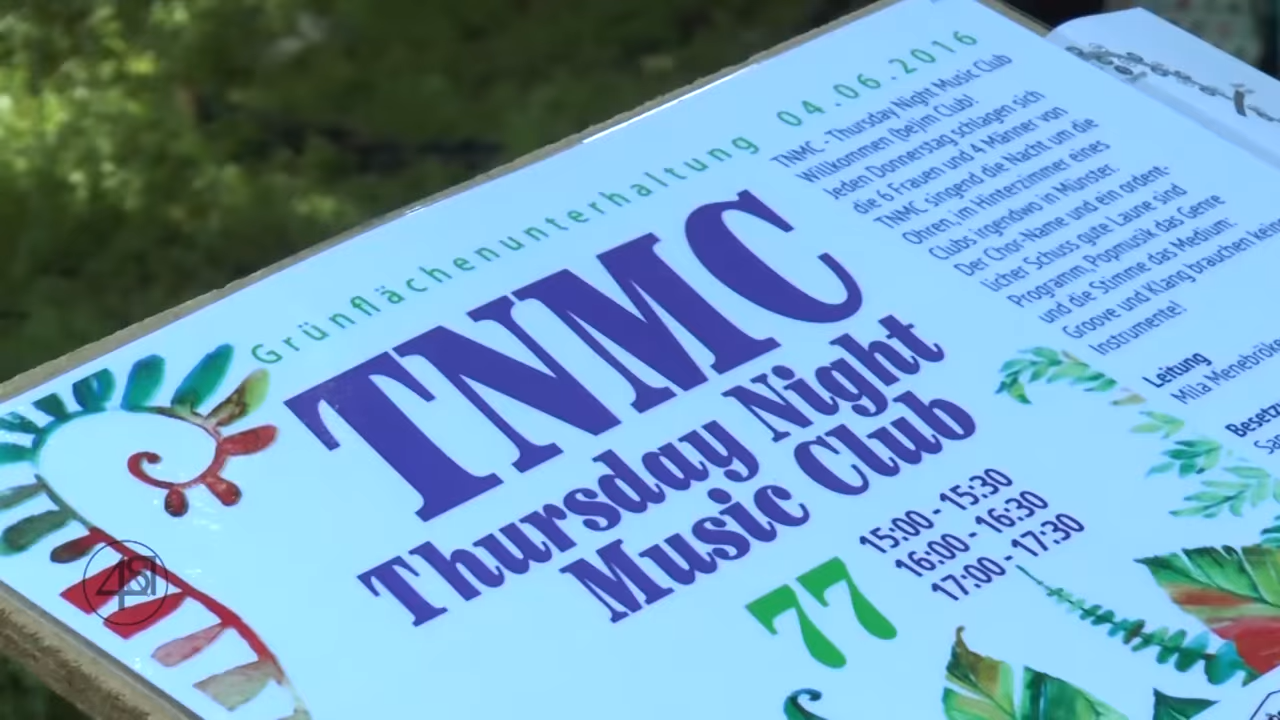 Grünflächenunterhaltung 04.06.2016
TNMC
Thursday Night
Music Club
77
15:00 - 15:30
16:00 - 16:30
17:00 - 17:30
TNMC - Thursday Night Music Club
Willkommen (be)im Club!
Jeden Donnerstag schlagen sich
die 6 Frauen und 4 Männer von
TNMC singend die Nacht um die
Ohren, im Hinterzimmer eines
Clubs irgendwo in Münster.
Der Chor-Name und ein ordent-
licher Schuss gute Laune sind
Programm, Popmusik das Genre
und die Stimme das Medium:
Groove und Klang brauchen
Instrumente!
Leitung
Mila